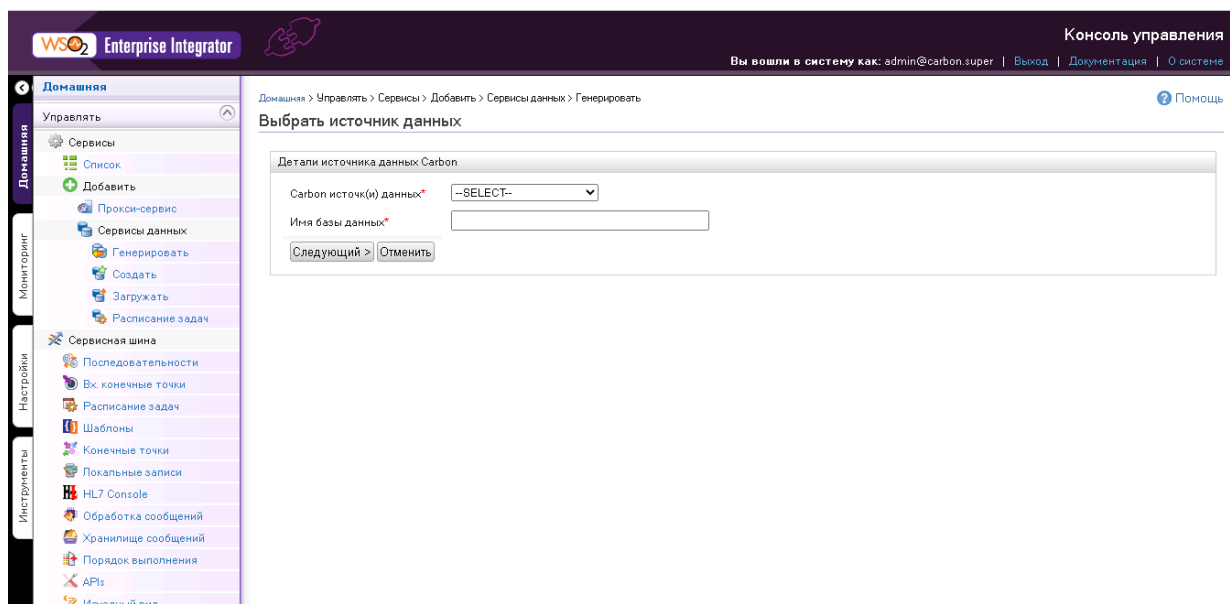 WSO2 Enterprise Integrator
Консоль управления
Вы вошли в систему как: admin@carbon.super | Выход | Документация | О системе
Домашняя
Мониторинг
Настройки
Инструменты
Домашняя
Управлять
Сервисы
Список
Добавить
Прокси-сервис
Сервисы данных
Генерировать
Создать
Загружать
Расписание задач
Сервисная шина
Последовательности
Вх. конечные точки
Расписание задач
Шаблоны
Конечные точки
Локальные записи
HL7 Console
Обработка сообщений
Хранилище сообщений
Порядок выполнения
APIs
Домашняя > Управлять > Сервисы > Добавить > Сервисы данных > Генерировать
Помощь
Выбрать источник данных
Детали источника данных Carbon
Carbon источк(и) данных* --SELECT--
Имя базы данных*
Следующий > Отменить